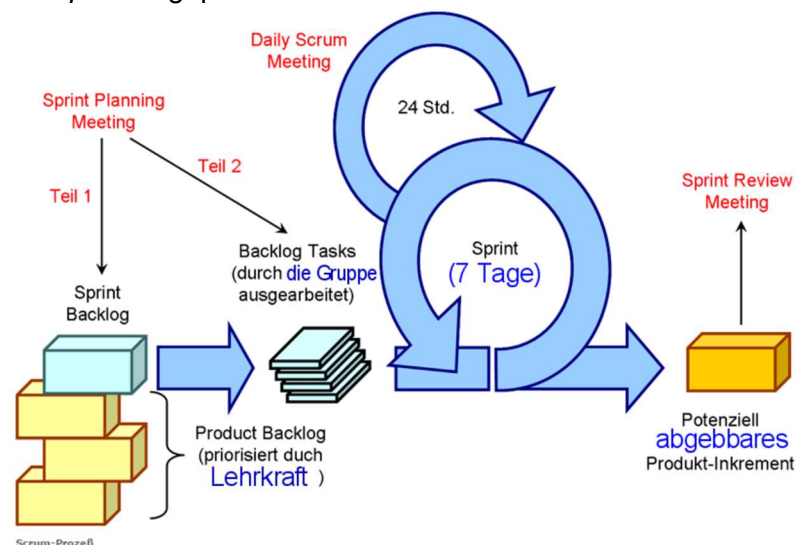 Daily Scrum
Meeting
24 Std.
Sprint Planning
Meeting
Teil 1
Teil 2
Sprint Review
Meeting
Backlog Tasks
(durch die Gruppe
ausgearbeitet)
Sprint
(7 Tage)
Sprint
Backlog
Product Backlog
(priorisiert duch
Lehrkraft )
Potenziell
abgebbares
Produkt-Inkrement
Scrum-Prozeß